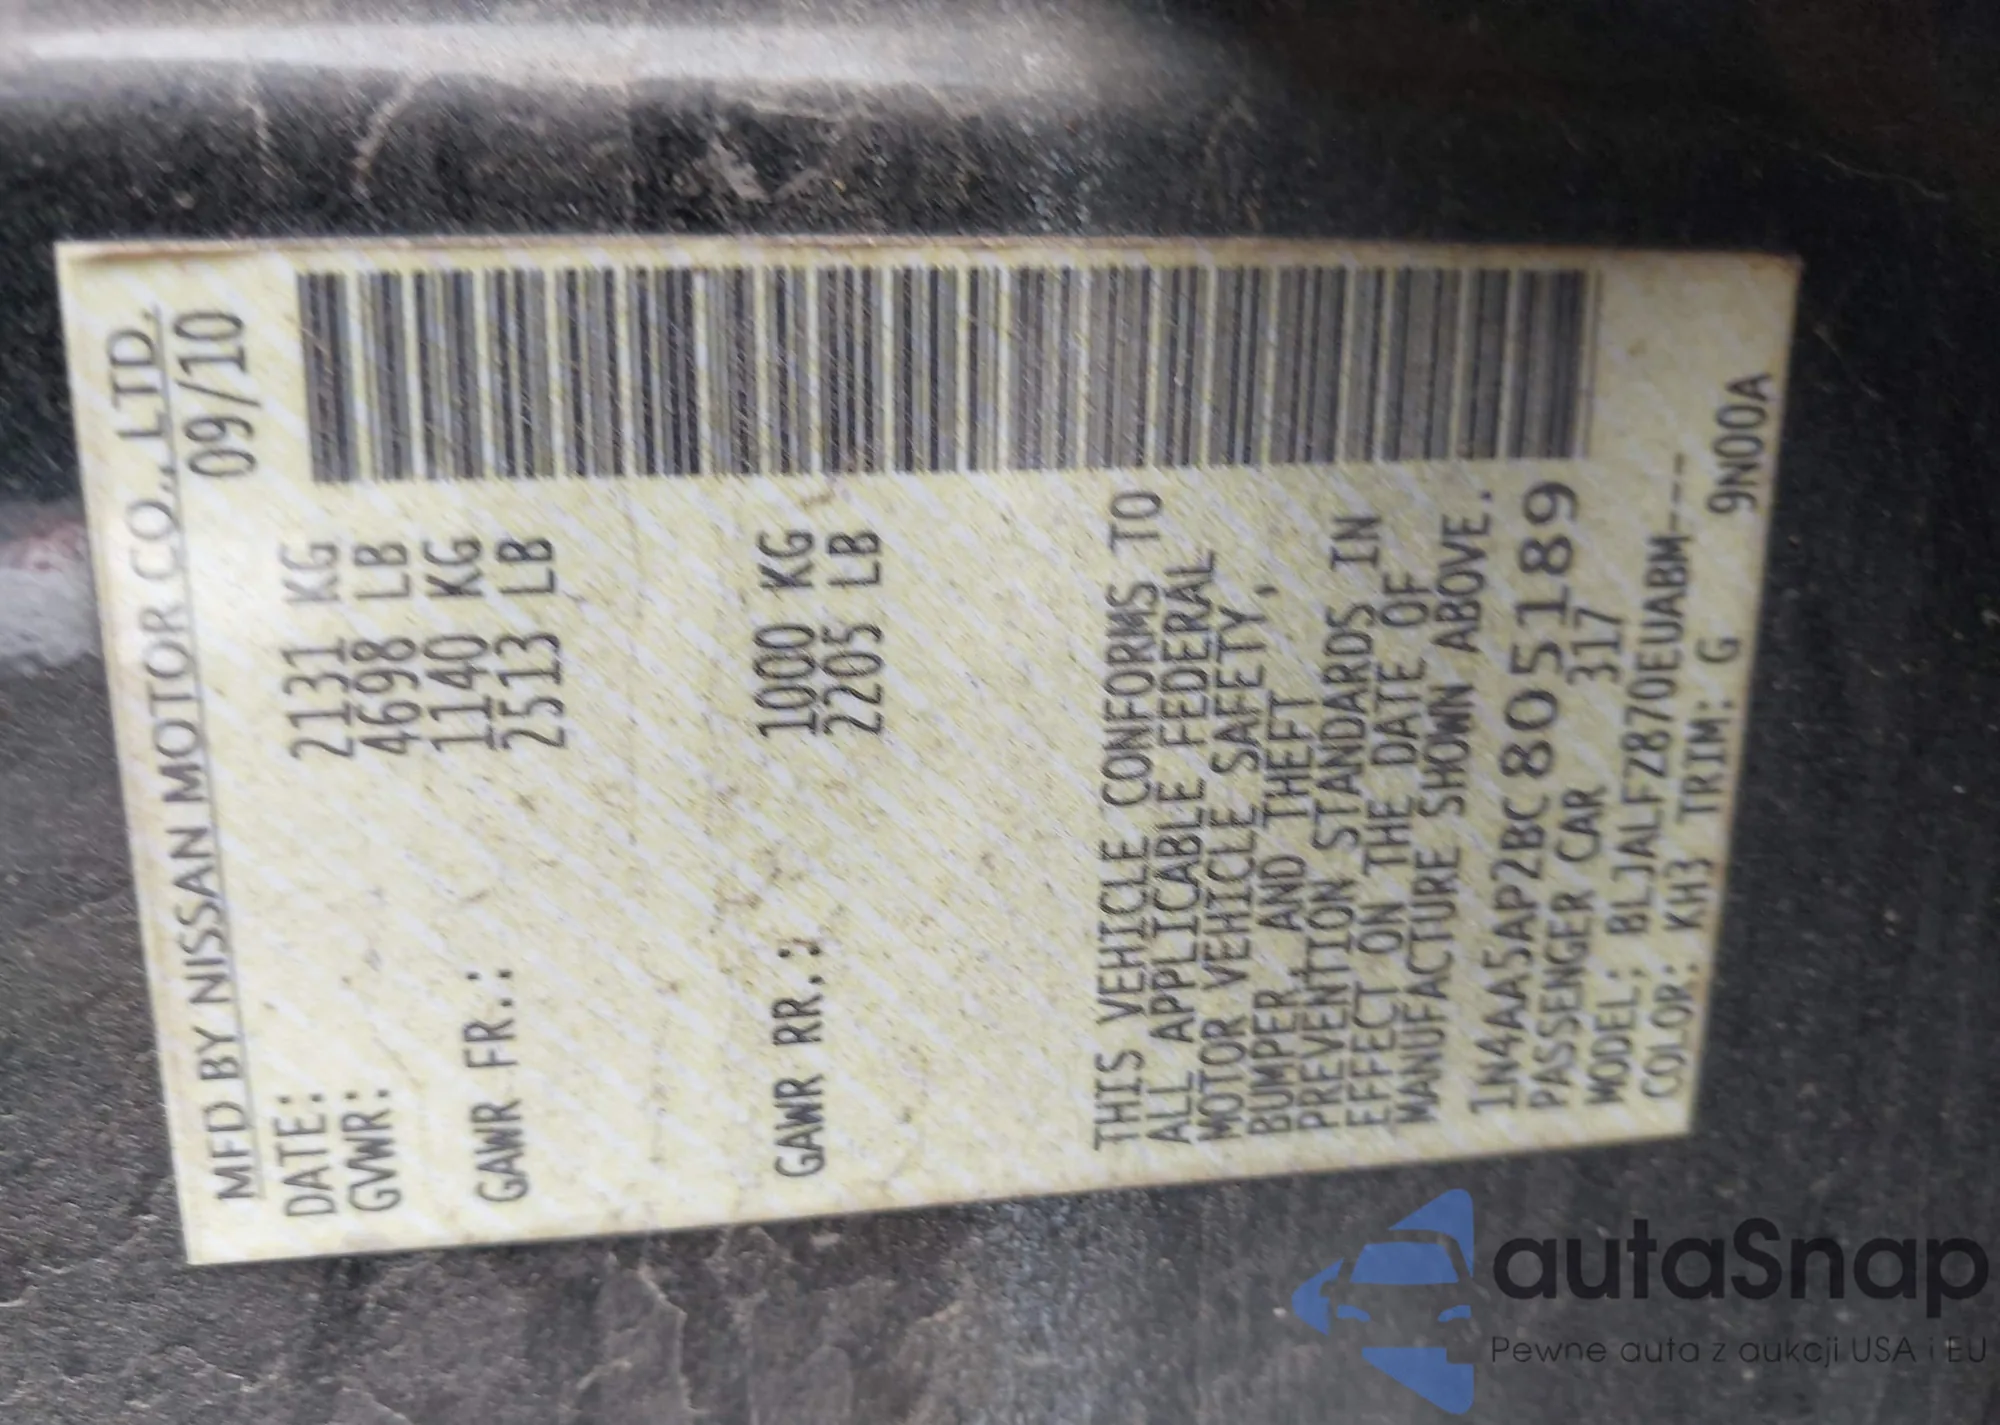 MFD BY NISSAN MOTOR CO., LTD.
DATE: 09/10
GVWR: 2131 KG
4698 LB
GAWR FR.: 1140 KG
2513 LB
GAWR RR.: 1000 KG
2205 LB
THIS VEHICLE CONFORMS TO
ALL APPLICABLE FEDERAL
MOTOR VEHICLE SAFETY,
BUMPER, AND THEFT
PREVENTION STANDARDS IN
EFFECT ON THE DATE OF
MANUFACTURE SHOWN ABOVE.
1N4AA5AP2BC805189
PASSENGER CAR 317
MODEL: BLJALFZ870EUABM---
COLOR: KH3 TRIM: G 9N00A
autaSnap
Pewne auta z aukcji USA i EU